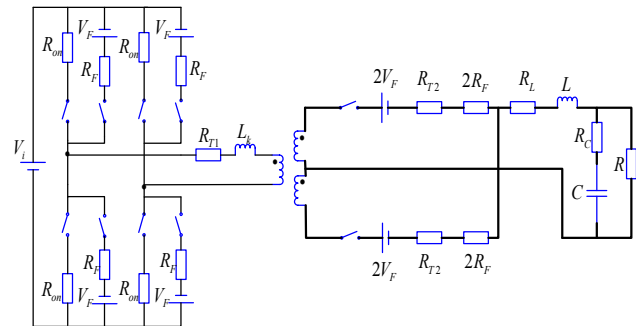 V_F V_F
R_on R_on
R_F R_F
2V_F R_T2 2R_F R_L L
R_T1 L_k
R_C
V_i
R
C
R_F R_F
2V_F R_T2 2R_F
R_on V_F R_on V_F